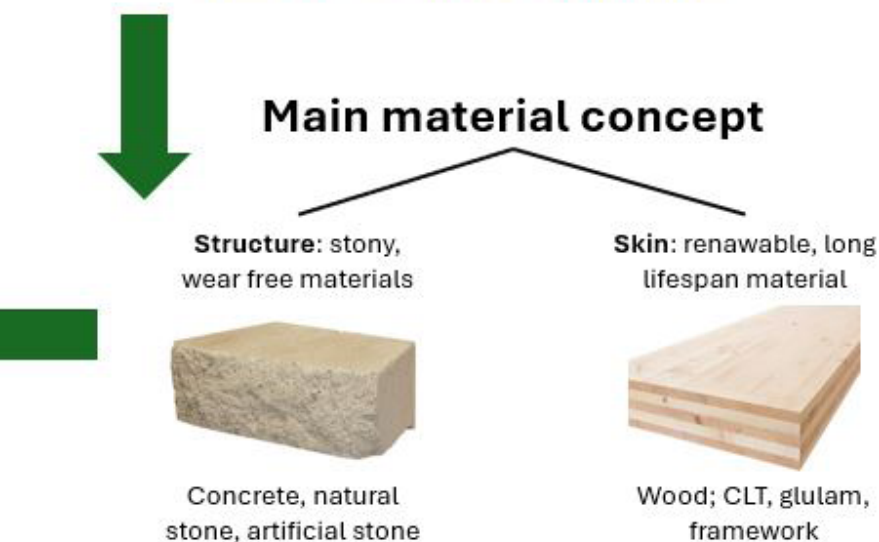 Main material concept
Structure: stony,
wear free materials
Skin: renawable, long
lifespan material
Concrete, natural
stone, artificial stone
Wood; CLT, glulam,
framework